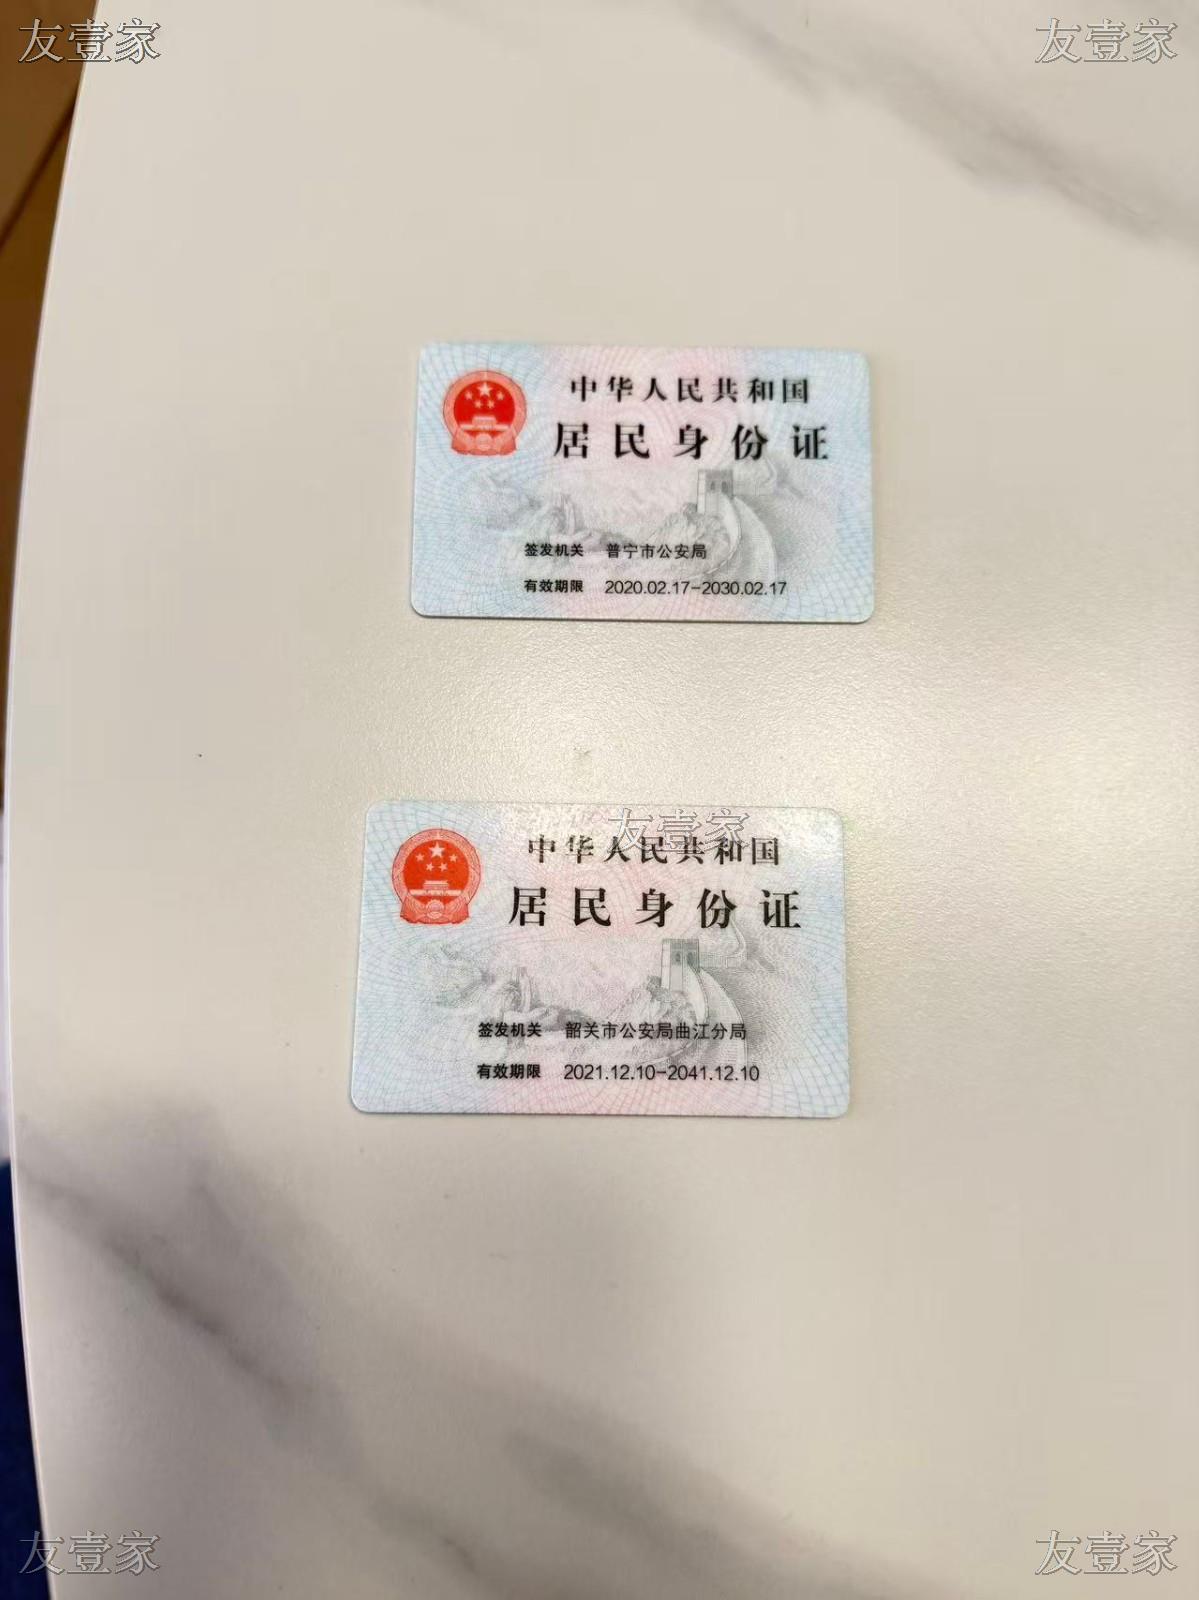 友壹家 友壹家
中华人民共和国
居民身份证
签发机关 普宁市公安局
有效期限 2020.02.17-2030.02.17
友壹家
中华人民共和国
居民身份证
签发机关 韶关市公安局曲江分局
有效期限 2021.12.10-2041.12.10
友壹家 友壹家